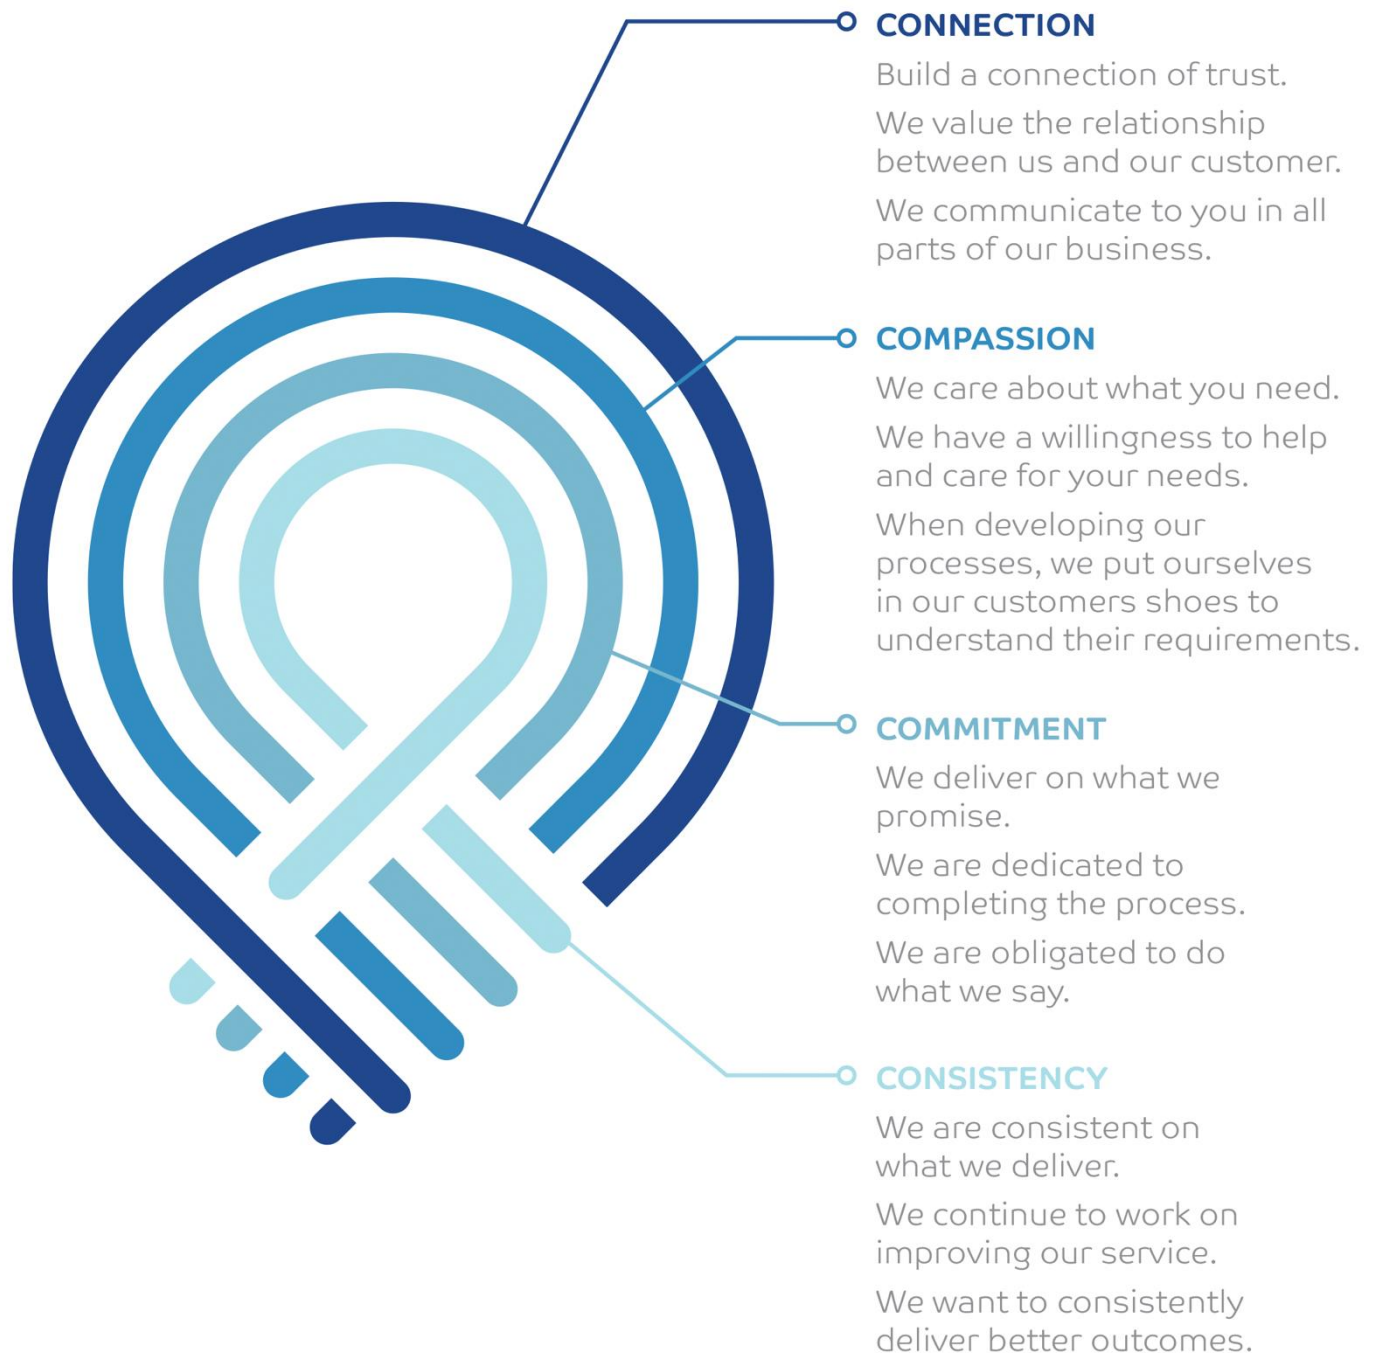 CONNECTION
Build a connection of trust.
We value the relationship
between us and our customer.
We communicate to you in all
parts of our business.
COMPASSION
We care about what you need.
We have a willingness to help
and care for your needs.
When developing our
processes, we put ourselves
in our customers shoes to
understand their requirements.
COMMITMENT
We deliver on what we
promise.
We are dedicated to
completing the process.
We are obligated to do
what we say.
CONSISTENCY
We are consistent on
what we deliver.
We continue to work on
improving our service.
We want to consistently
deliver better outcomes.